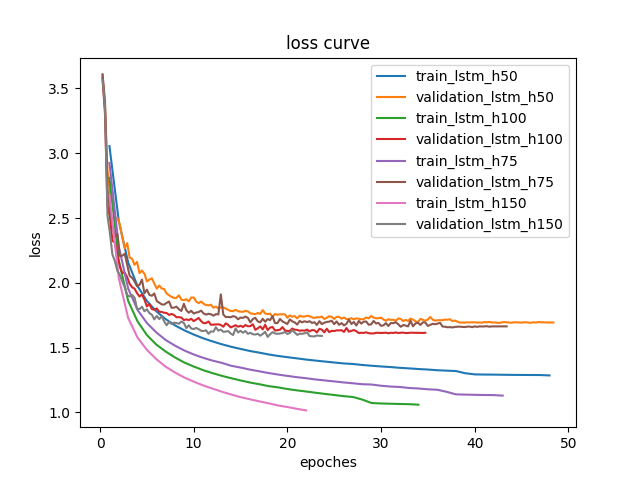 loss curve
train_lstm_h50
validation_lstm_h50
train_lstm_h100
validation_lstm_h100
train_lstm_h75
validation_lstm_h75
train_lstm_h150
validation_lstm_h150
loss
3.5
3.0
2.5
2.0
1.5
1.0
0 10 20 30 40 50
epoches